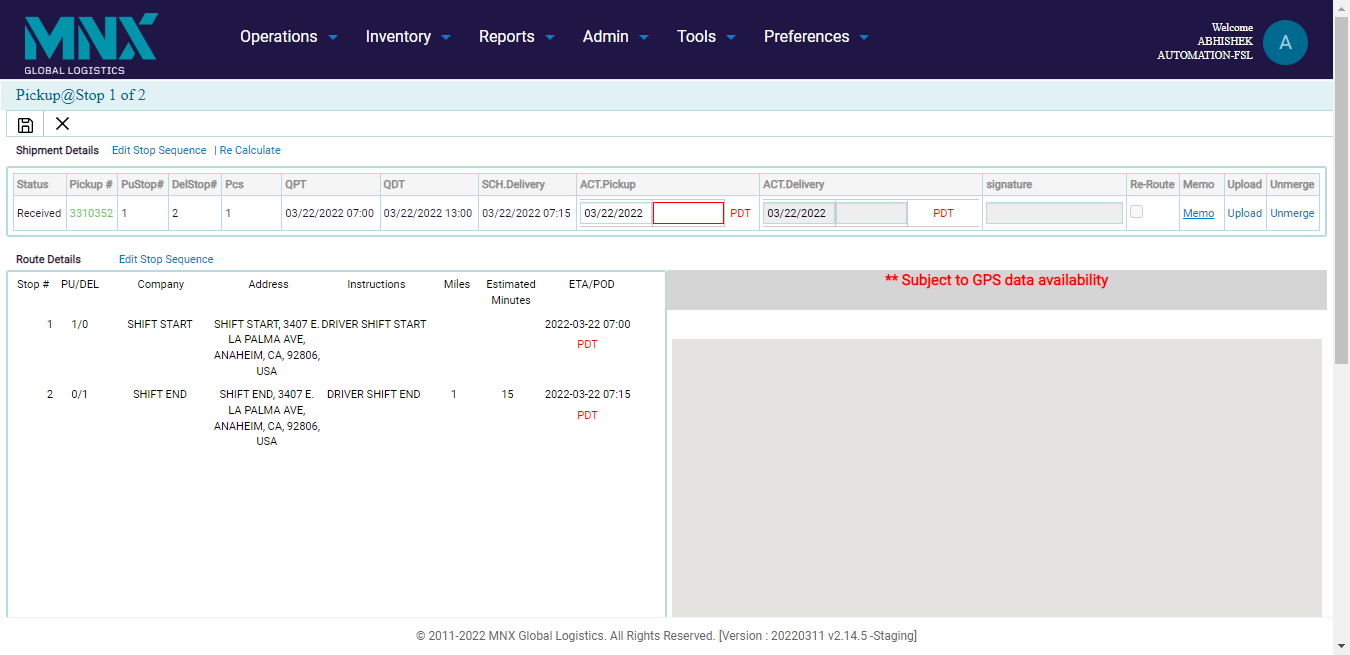 MNX
GLOBAL LOGISTICS
Operations Inventory Reports Admin Tools Preferences
Welcome
ABHISHEK
AUTOMATION-FSL
A
Pickup@Stop 1 of 2
Shipment Details Edit Stop Sequence | Re Calculate
Status Pickup # PuStop# DelStop# Pcs QPT QDT SCH.Delivery ACT.Pickup ACT.Delivery signature Re-Route Memo Upload Unmerge
Received 3310352 1 2 1 03/22/2022 07:00 03/22/2022 13:00 03/22/2022 07:15 03/22/2022 PDT 03/22/2022 PDT Memo Upload Unmerge
Route Details Edit Stop Sequence
Stop # PU/DEL Company Address Instructions Miles Estimated Minutes ETA/POD
1 1/0 SHIFT START SHIFT START, 3407 E. DRIVER SHIFT START 2022-03-22 07:00
LA PALMA AVE, PDT
ANAHEIM, CA, 92806,
USA
2 0/1 SHIFT END SHIFT END, 3407 E. DRIVER SHIFT END 1 15 2022-03-22 07:15
LA PALMA AVE, PDT
ANAHEIM, CA, 92806,
USA
** Subject to GPS data availability
© 2011-2022 MNX Global Logistics. All Rights Reserved. [Version : 20220311 v2.14.5 -Staging]